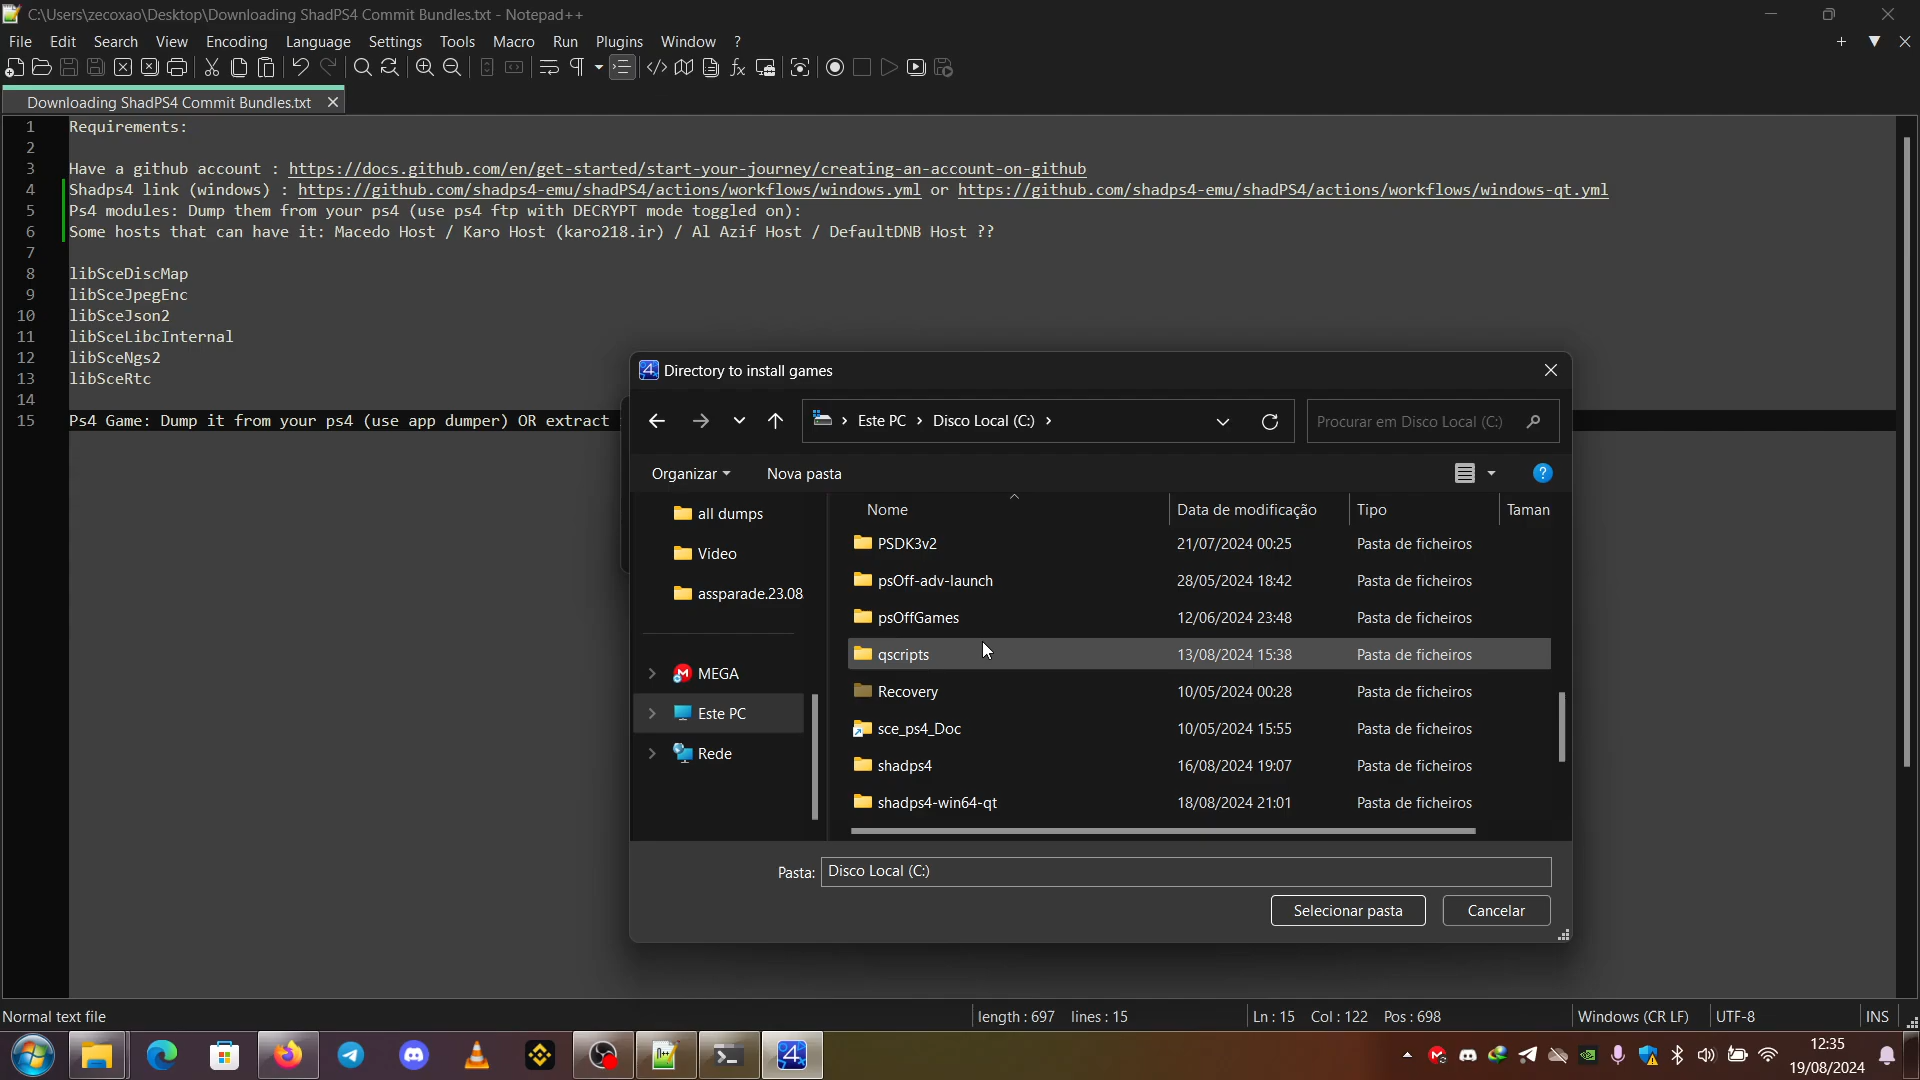 C:\Users\zecoxao\Desktop\Downloading ShadPS4 Commit Bundles.txt - Notepad++
File Edit Search View Encoding Language Settings Tools Macro Run Plugins Window ?
Downloading ShadPS4 Commit Bundles.txt
1 Requirements:
2
3 Have a github account : https://docs.github.com/en/get-started/start-your-journey/creating-an-account-on-github
4 Shadps4 link (windows) : https://github.com/shadps4-emu/shadPS4/actions/workflows/windows.yml or https://github.com/shadps4-emu/shadPS4/actions/workflows/windows-qt.yml
5 Ps4 modules: Dump them from your ps4 (use ps4 ftp with DECRYPT mode toggled on):
6 Some hosts that can have it: Macedo Host / Karo Host (karo218.ir) / Al Azif Host / DefaultDNB Host ??
7
8 libSceDiscMap
9 libSceJpegEnc
10 libSceJson2
11 libSceLibcInternal
12 libSceNgs2
13 libSceRtc
14
15 Ps4 Game: Dump it from your ps4 (use app dumper) OR extract
Directory to install games
Este PC > Disco Local (C:) >
Procurar em Disco Local (C:)
Organizar Nova pasta
all dumps
Video
assparade.23.08
MEGA
Este PC
Rede
Nome Data de modificação Tipo Taman
PSDK3v2 21/07/2024 00:25 Pasta de ficheiros
psOff-adv-launch 28/05/2024 18:42 Pasta de ficheiros
psOffGames 12/06/2024 23:48 Pasta de ficheiros
qscripts 13/08/2024 15:38 Pasta de ficheiros
Recovery 10/05/2024 00:28 Pasta de ficheiros
sce_ps4_Doc 10/05/2024 15:55 Pasta de ficheiros
shadps4 16/08/2024 19:07 Pasta de ficheiros
shadps4-win64-qt 18/08/2024 21:01 Pasta de ficheiros
Pasta: Disco Local (C:)
Selecionar pasta Cancelar
Normal text file length : 697 lines : 15 Ln : 15 Col : 122 Pos : 698 Windows (CR LF) UTF-8 INS
12:35
19/08/2024